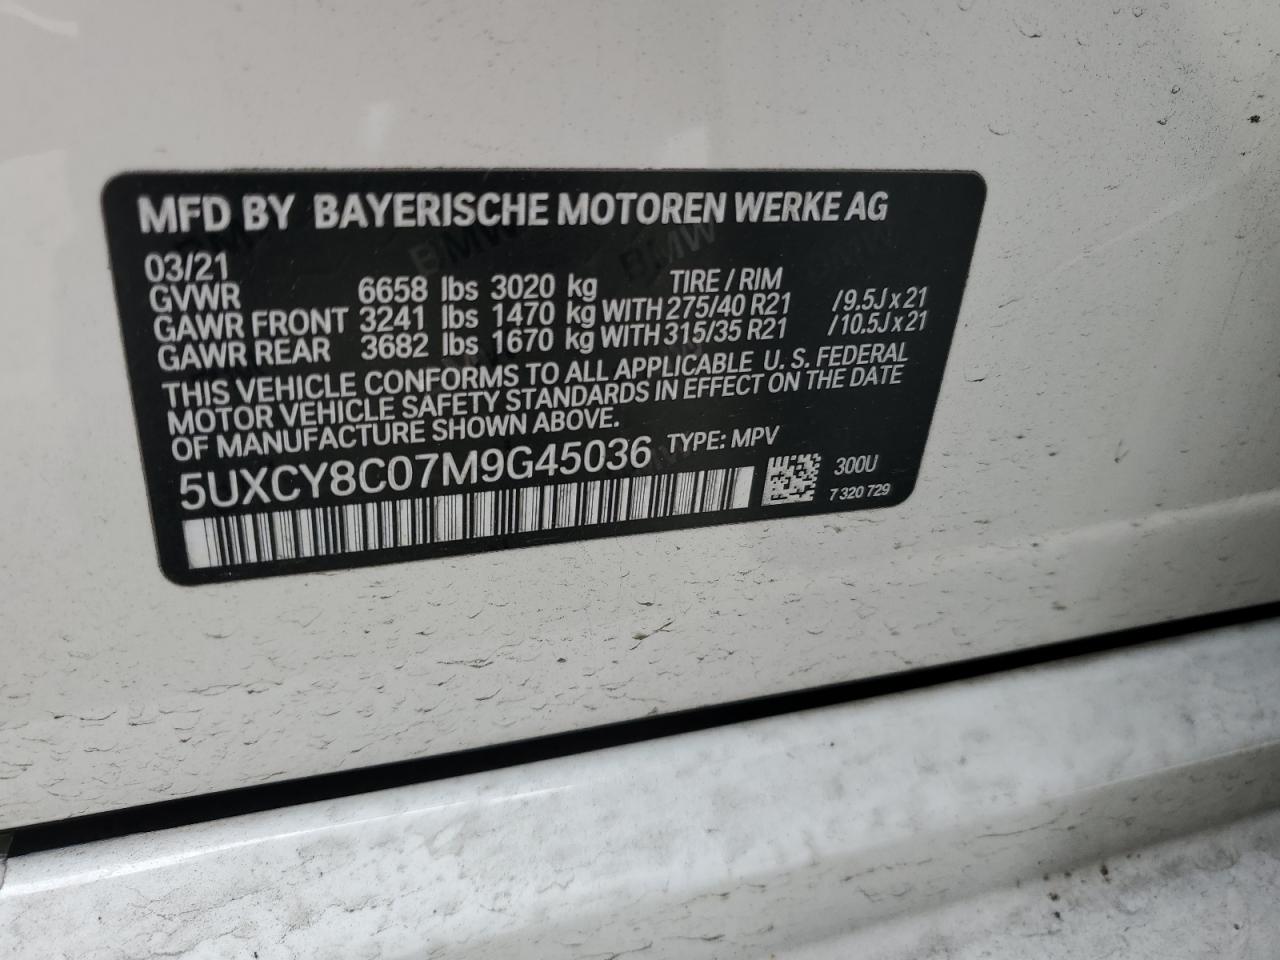 MFD BY BAYERISCHE MOTOREN WERKE AG
03/21
GVWR 6658 lbs 3020 kg TIRE / RIM
GAWR FRONT 3241 lbs 1470 kg WITH 275/40 R21 /9.5J x 21
GAWR REAR 3682 lbs 1670 kg WITH 315/35 R21 /10.5J x 21
THIS VEHICLE CONFORMS TO ALL APPLICABLE U. S. FEDERAL
MOTOR VEHICLE SAFETY STANDARDS IN EFFECT ON THE DATE
OF MANUFACTURE SHOWN ABOVE.
5UXCY8C07M9G45036 TYPE: MPV
300U
7 320 729